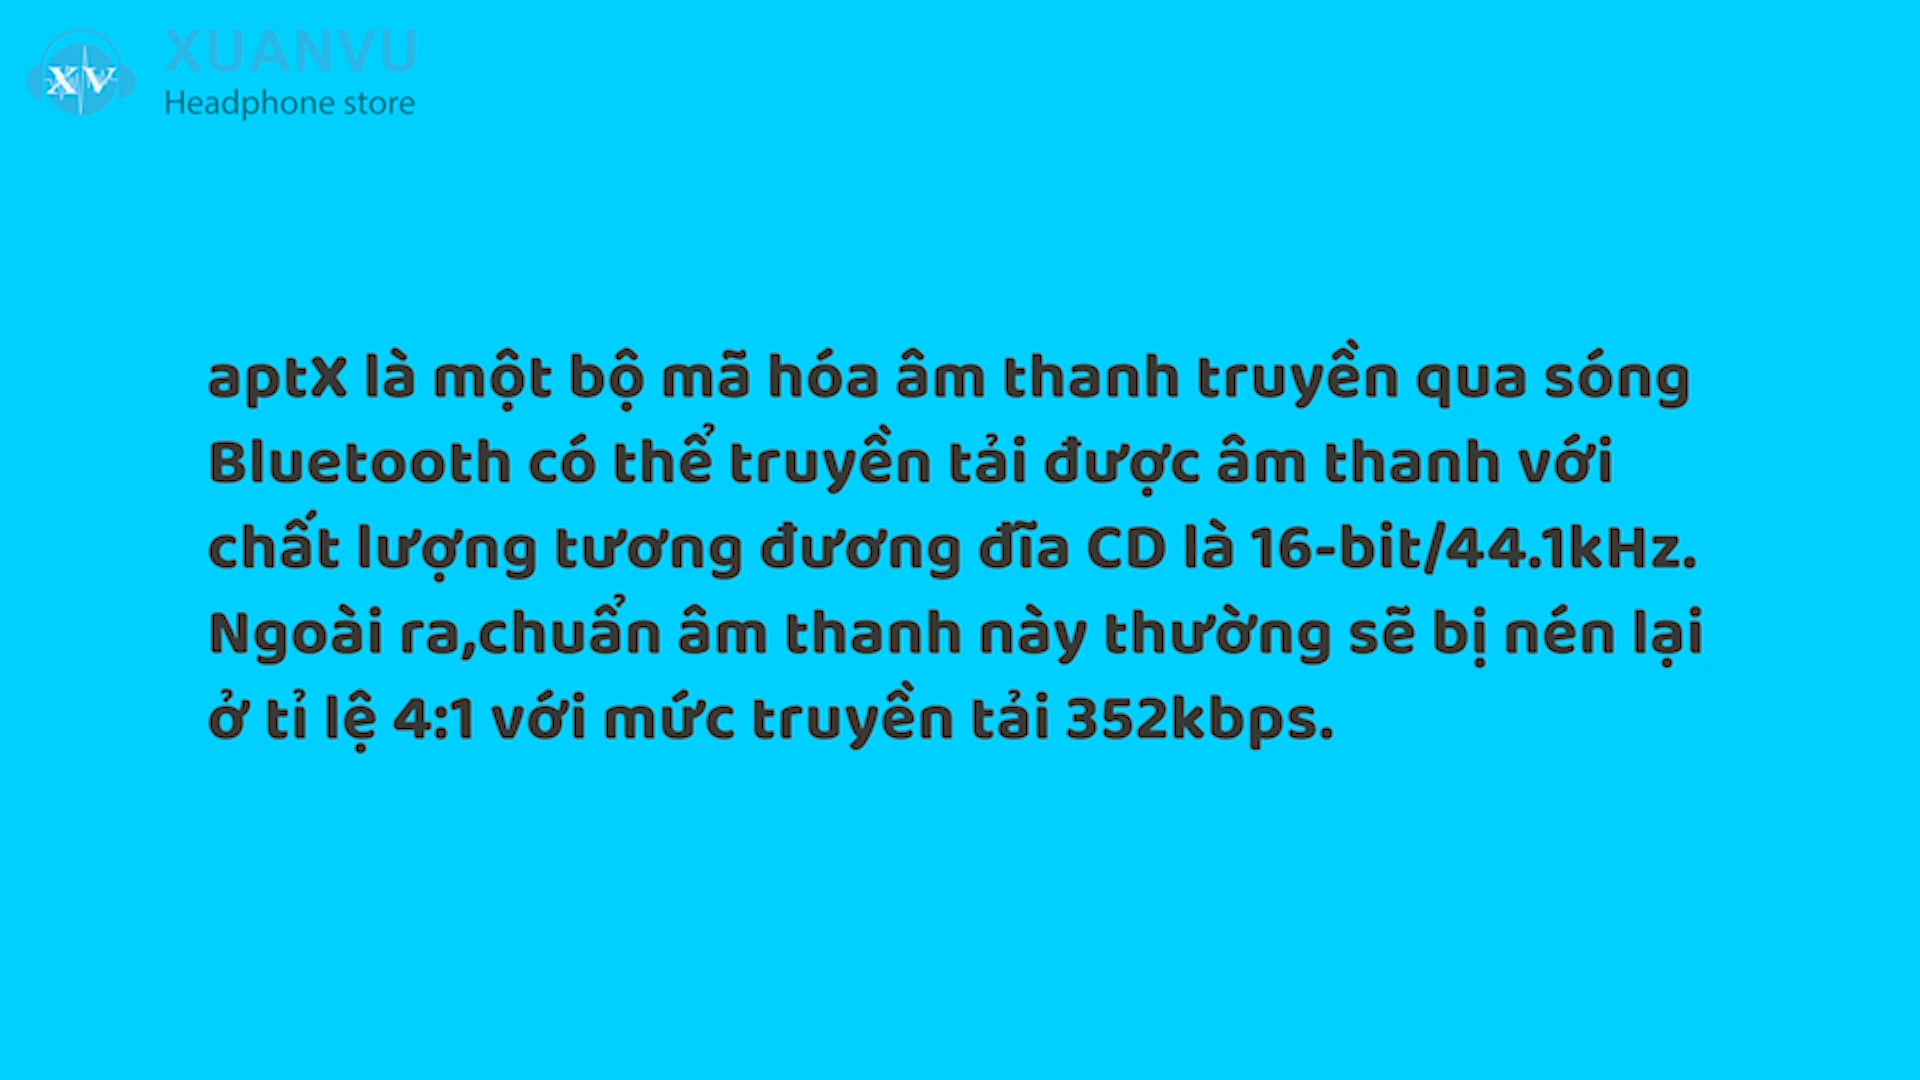 XUANVU
XV
Headphone store
aptX là một bộ mã hóa âm thanh truyền qua sóng
Bluetooth có thể truyền tải được âm thanh với
chất lượng tương đương đĩa CD là 16-bit/44.1kHz.
Ngoài ra,chuẩn âm thanh này thường sẽ bị nén lại
ở tỉ lệ 4:1 với mức truyền tải 352kbps.